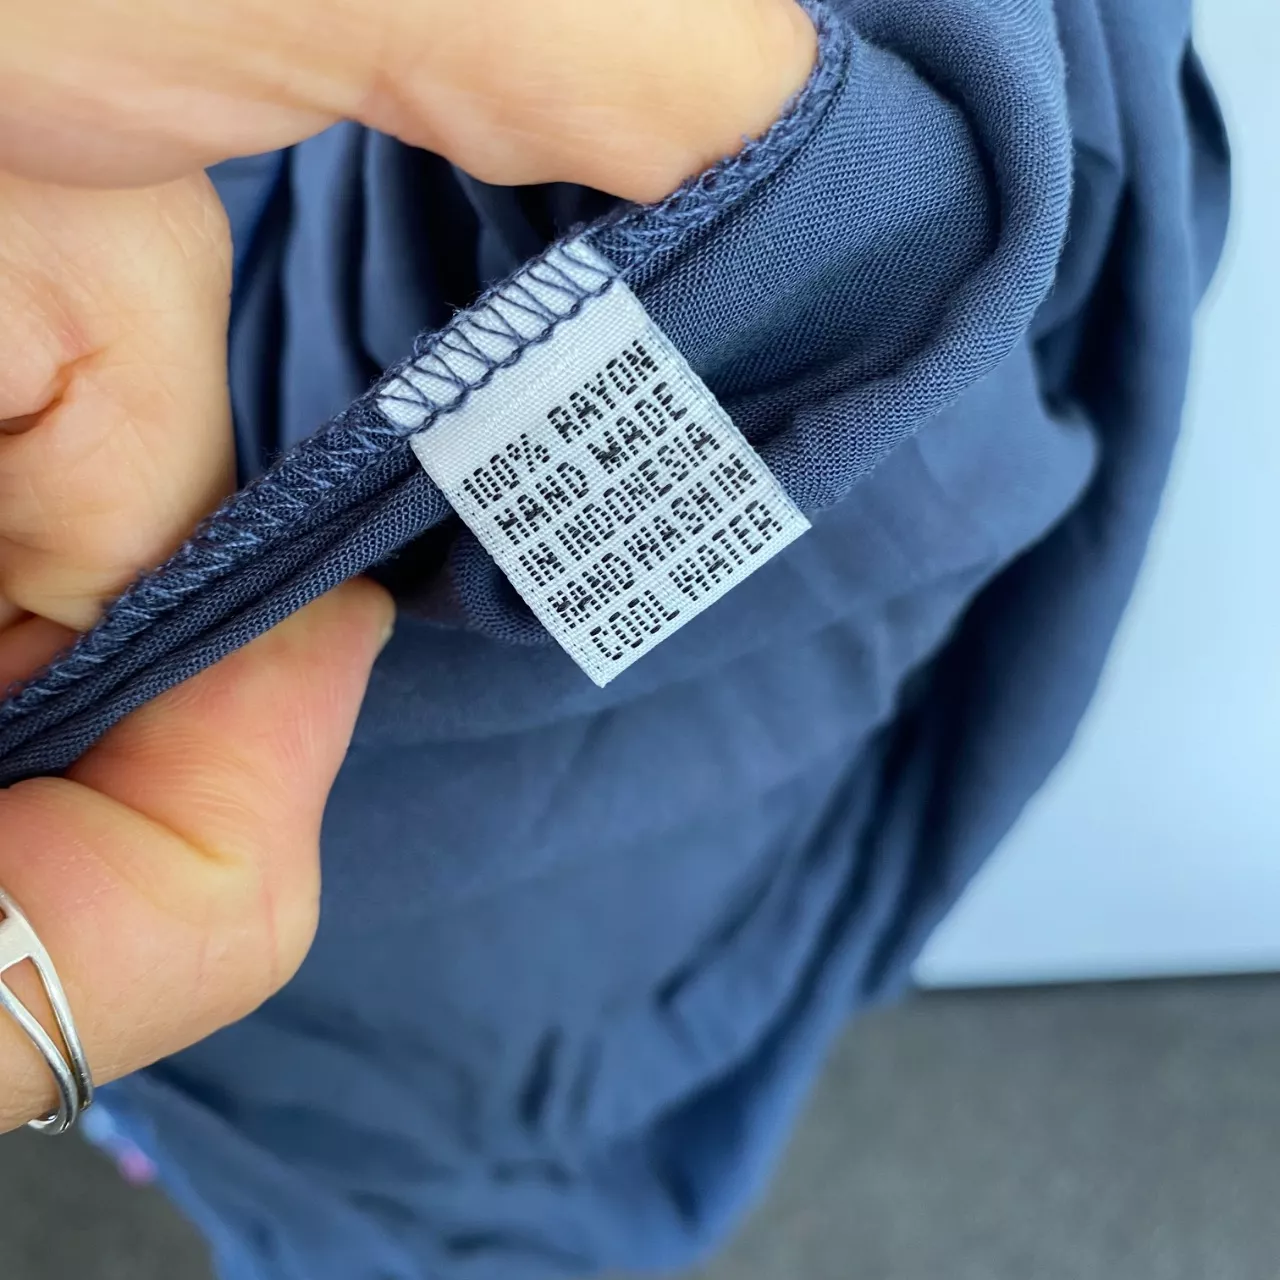 100% RAYON
HAND MADE
IN INDONESIA
HAND WASH IN
COOL WATER